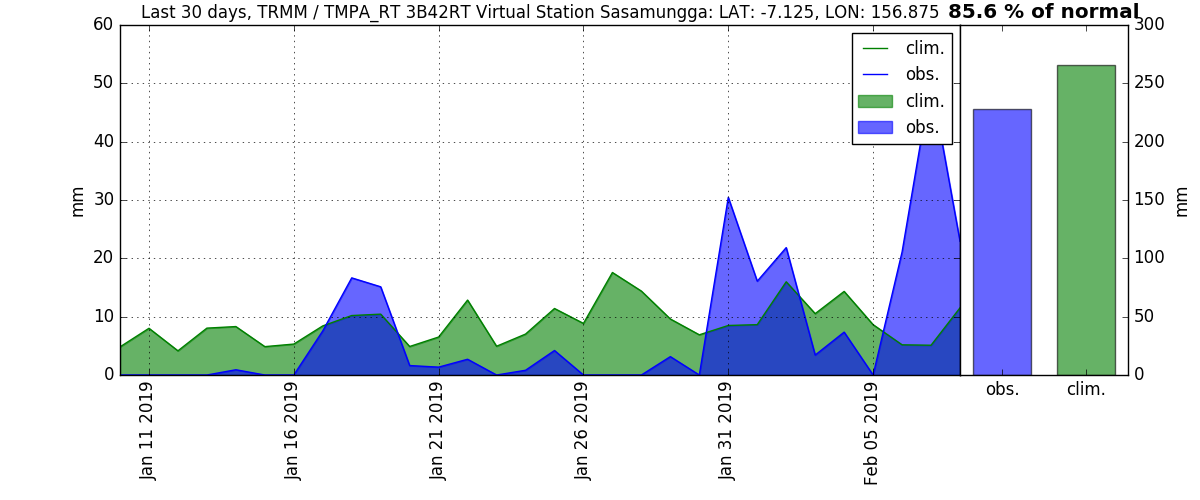 Last 30 days, TRMM / TMPA_RT 3B42RT Virtual Station Sasamungga: LAT: -7.125, LON: 156.875 85.6 % of normal
clim.
obs.
clim.
obs.
60
50
40
30
20
10
0
mm
300
250
200
150
100
50
0
mm
Jan 11 2019
Jan 16 2019
Jan 21 2019
Jan 26 2019
Jan 31 2019
Feb 05 2019
obs.
clim.